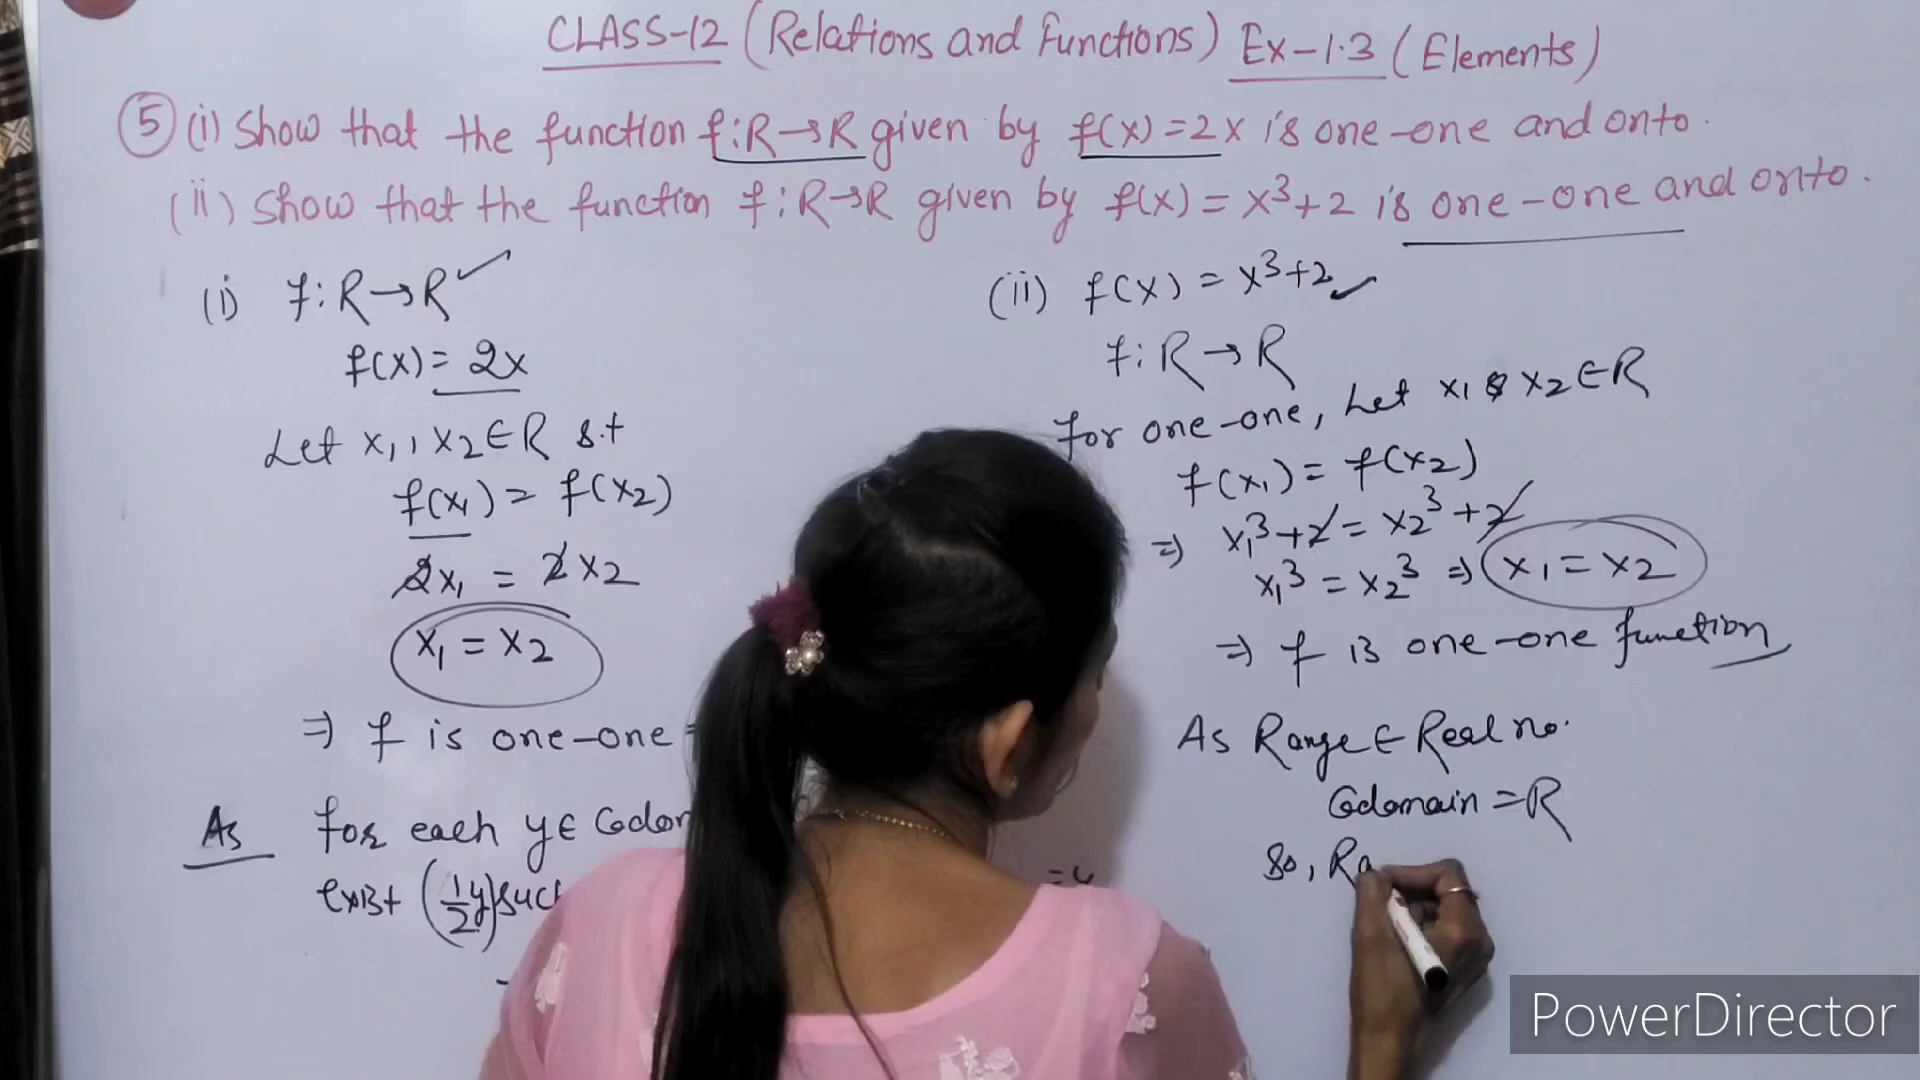 CLASS-12 (Relations and Functions) Ex-1.3 (Elements)
(5) (i) Show that the function f:R→R given by f(x)=2x is one-one and onto.
(ii) Show that the function f:R→R given by f(x)=x³+2 is one-one and onto.
(i) f:R→R ✓
f(x)=2x
Let x₁, x₂∈R s.t
f(x₁) = f(x₂)
2x₁ = 2x₂
x₁ = x₂
⇒ f is one-one
As for each y∈ Codom
exist (1/2 y) such
=y
(ii) f(x) = x³+2 ✓
f:R→R
for one-one, Let x₁ & x₂∈R
f(x₁) = f(x₂)
⇒ x₁³+2 = x₂³+2
x₁³ = x₂³ ⇒ x₁ = x₂
⇒ f is one-one function
As Range ∈ Real no.
Codomain = R
So, Ra
PowerDirector